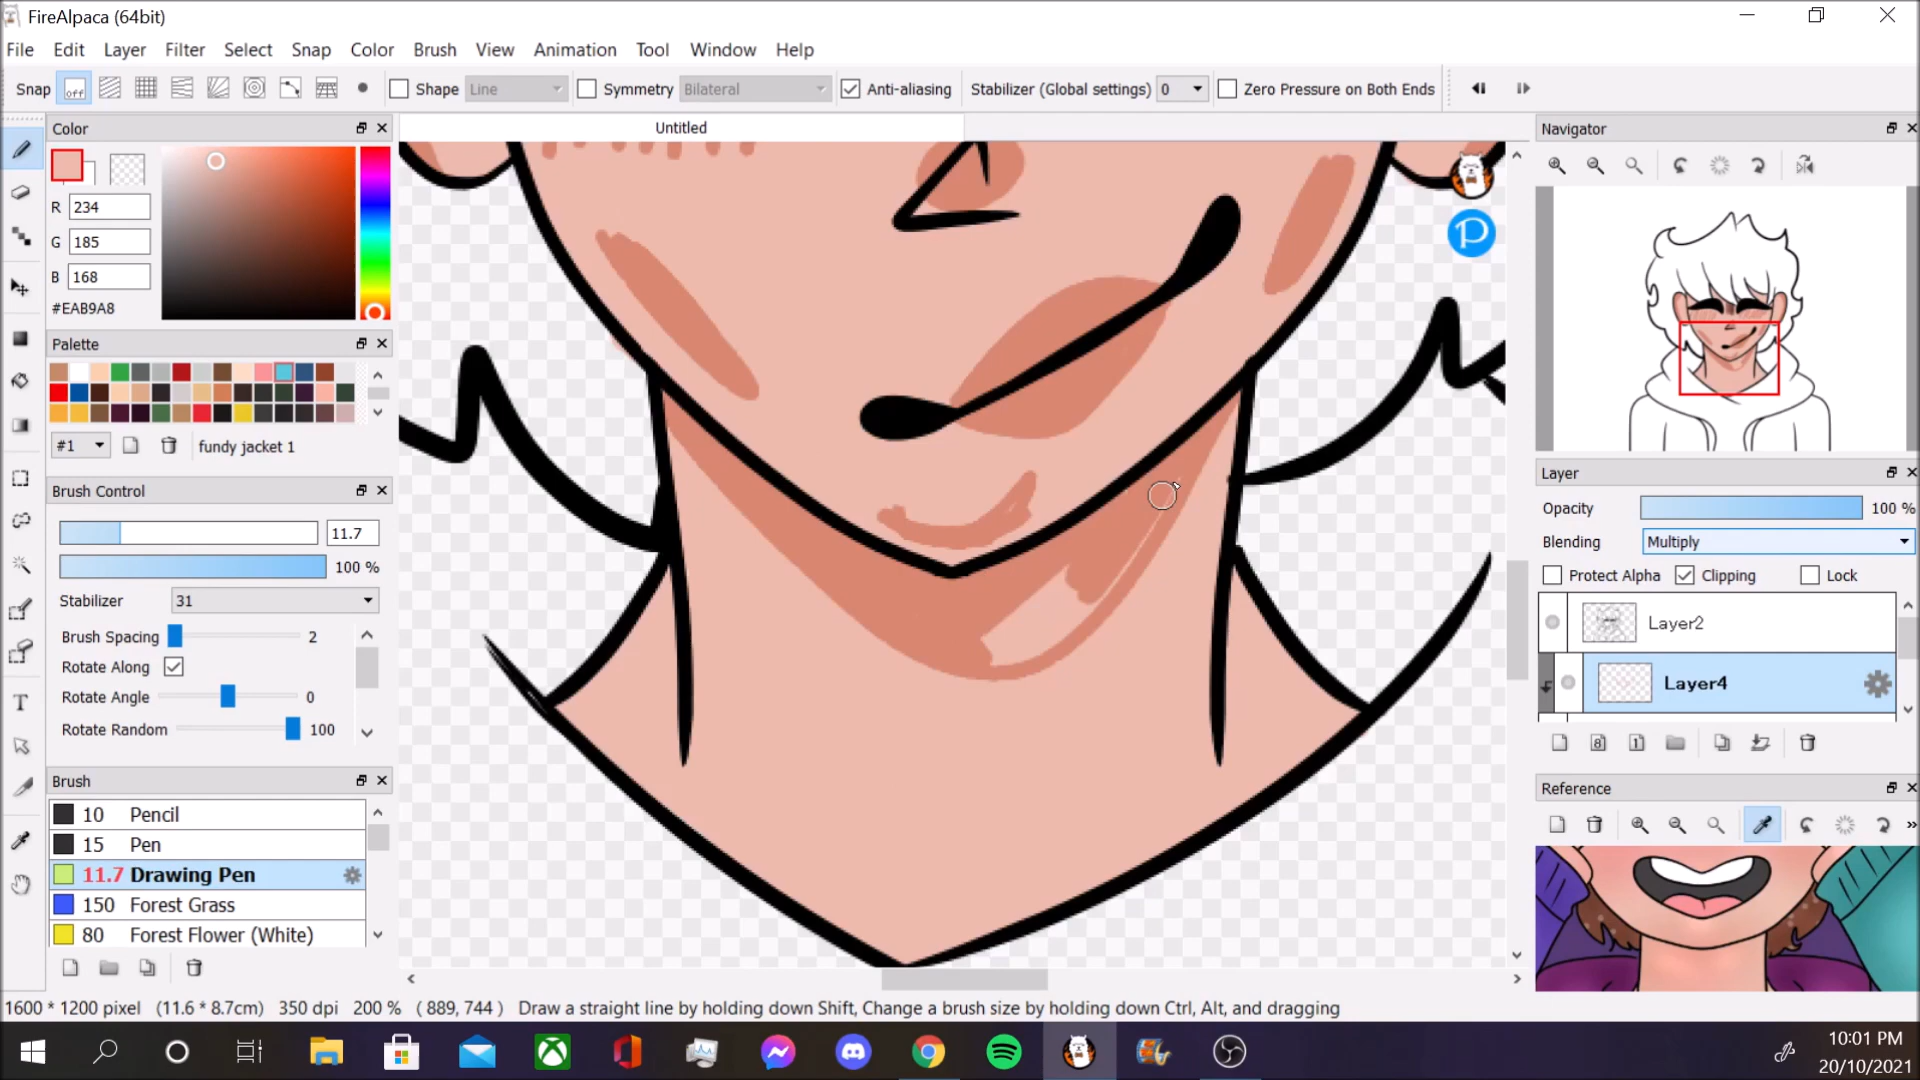 FireAlpaca (64bit)
File Edit Layer Filter Select Snap Color Brush View Animation Tool Window Help
Snap off Shape Line Symmetry Bilateral Anti-aliasing Stabilizer (Global settings) 0 Zero Pressure on Both Ends
Color
R 234
G 185
B 168
#EAB9A8
Palette
#1 fundy jacket 1
Brush Control
11.7
100 %
Stabilizer 31
Brush Spacing 2
Rotate Along
Rotate Angle 0
Rotate Random 100
Brush
10 Pencil
15 Pen
11.7 Drawing Pen
150 Forest Grass
80 Forest Flower (White)
Untitled
P
Navigator
Layer
Opacity 100 %
Blending Multiply
Protect Alpha Clipping Lock
Layer2
Layer4
8 1
Reference
»
1600 * 1200 pixel (11.6 * 8.7cm) 350 dpi 200 % ( 889, 744 ) Draw a straight line by holding down Shift, Change a brush size by holding down Ctrl, Alt, and dragging
10:01 PM
20/10/2021